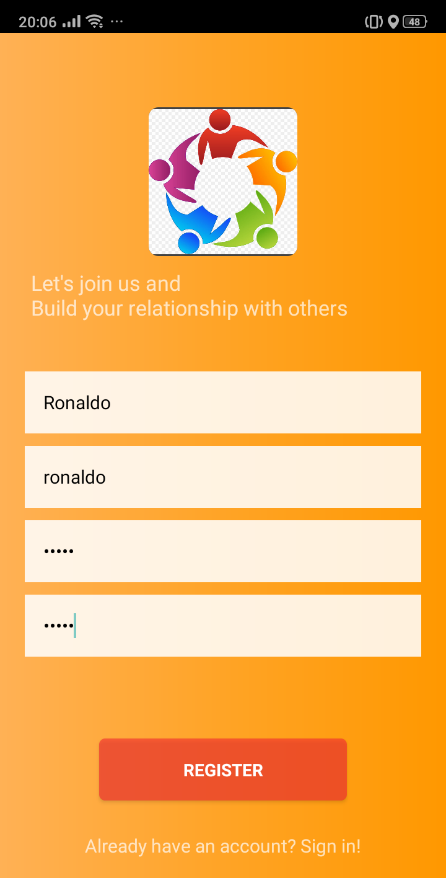 20:06 ... 48
Let's join us and
Build your relationship with others
Ronaldo
ronaldo
•••••
•••••
REGISTER
Already have an account? Sign in!